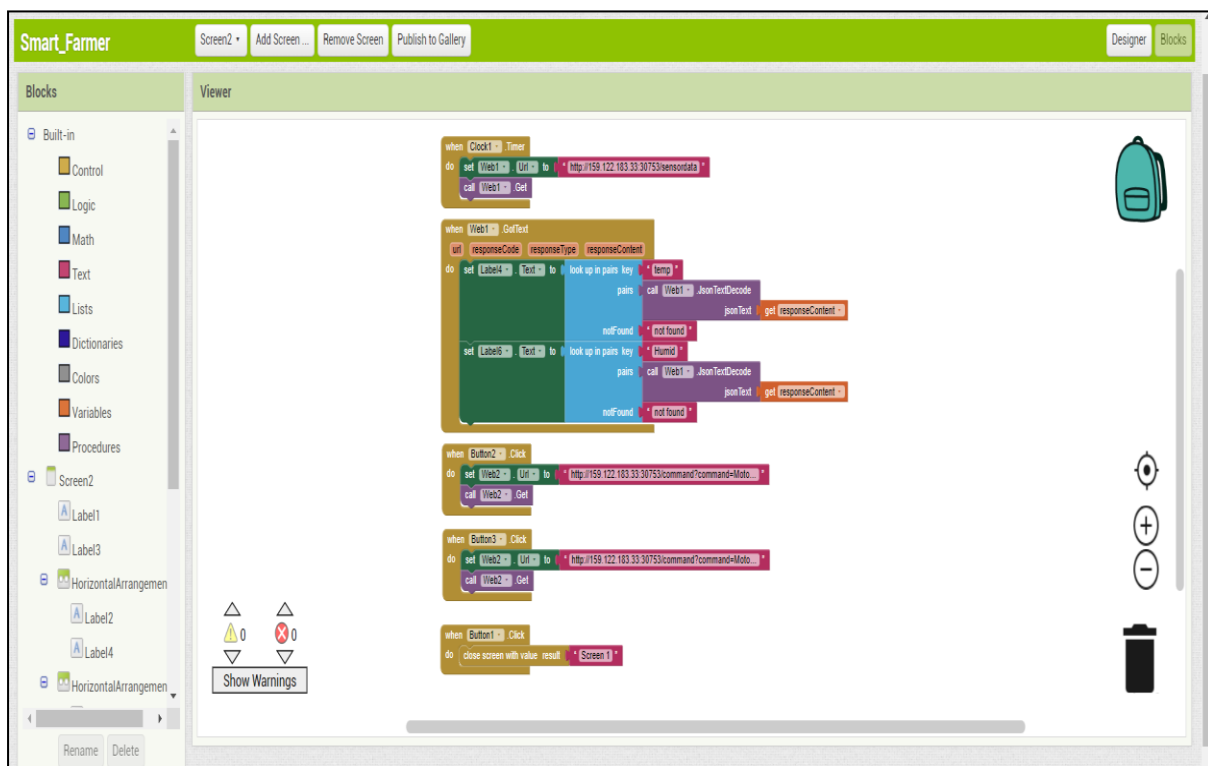 Smart_Farmer
Screen2 Add Screen ... Remove Screen Publish to Gallery
Designer Blocks
Blocks
Viewer
Built-in
Control
Logic
Math
Text
Lists
Dictionaries
Colors
Variables
Procedures
Screen2
Label1
Label3
HorizontalArrangemen
Label2
Label4
HorizontalArrangemen
Rename Delete
when Clock1 .Timer
do set Web1 . Url to " http://159.122.183.33:30753/sensordata "
call Web1 .Get
when Web1 .GotText
url responseCode responseType responseContent
do set Label4 . Text to look up in pairs key " temp "
pairs call Web1 .JsonTextDecode
jsonText get responseContent
notFound " not found "
set Label6 . Text to look up in pairs key " Humid "
pairs call Web1 .JsonTextDecode
jsonText get responseContent
notFound " not found "
when Button2 .Click
do set Web2 . Url to " http://159.122.183.33:30753/command?command=Moto... "
call Web2 .Get
when Button3 .Click
do set Web2 . Url to " http://159.122.183.33:30753/command?command=Moto... "
call Web2 .Get
when Button1 .Click
do close screen with value result " Screen 1 "
0 0
Show Warnings